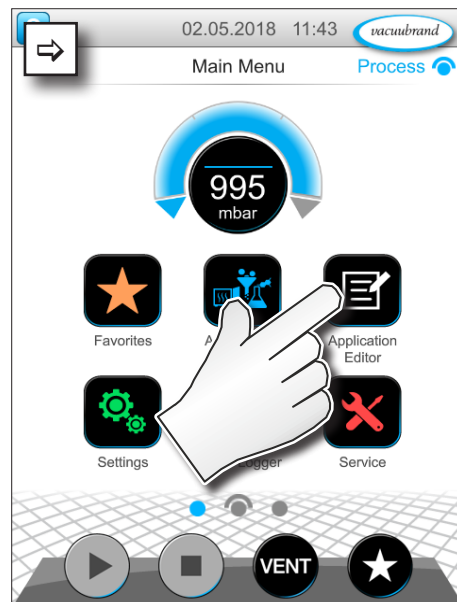 02.05.2018 11:43 vacuubrand
Main Menu Process
995
mbar
Favorites
Application
Editor
Settings
Service
VENT